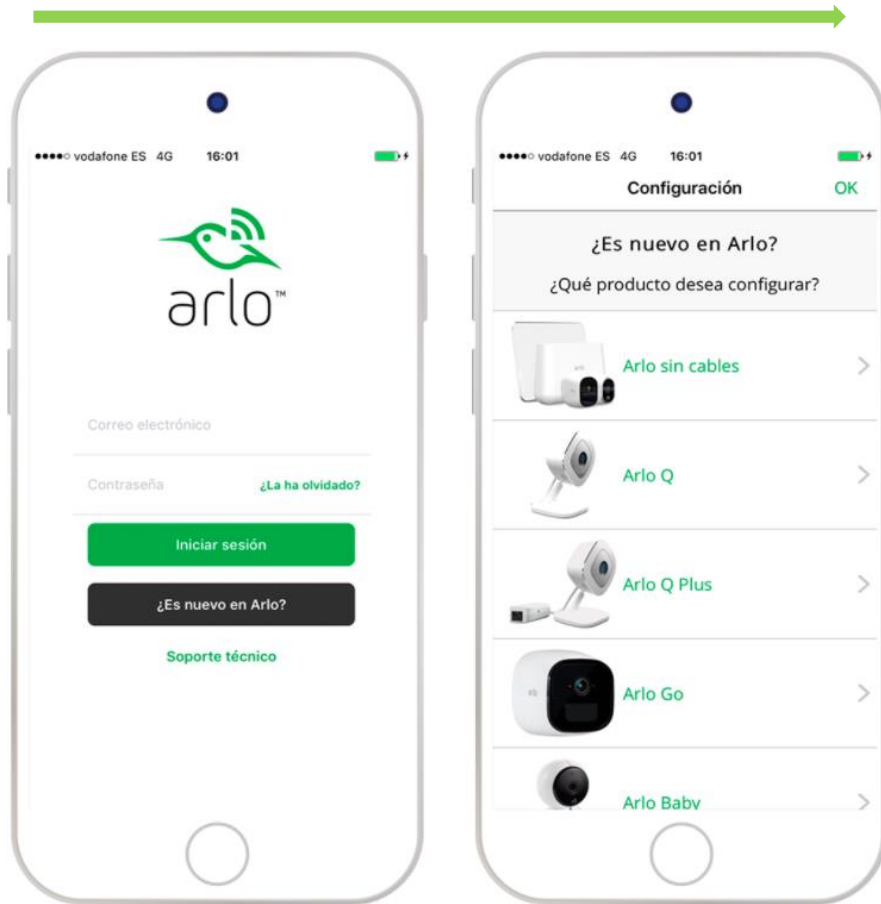 vodafone ES 4G 16:01
arlo™
Correo electrónico
Contraseña ¿La ha olvidado?
Iniciar sesión
¿Es nuevo en Arlo?
Soporte técnico
vodafone ES 4G 16:01
Configuración OK
¿Es nuevo en Arlo?
¿Qué producto desea configurar?
Arlo sin cables
Arlo Q
Arlo Q Plus
Arlo Go
Arlo Baby